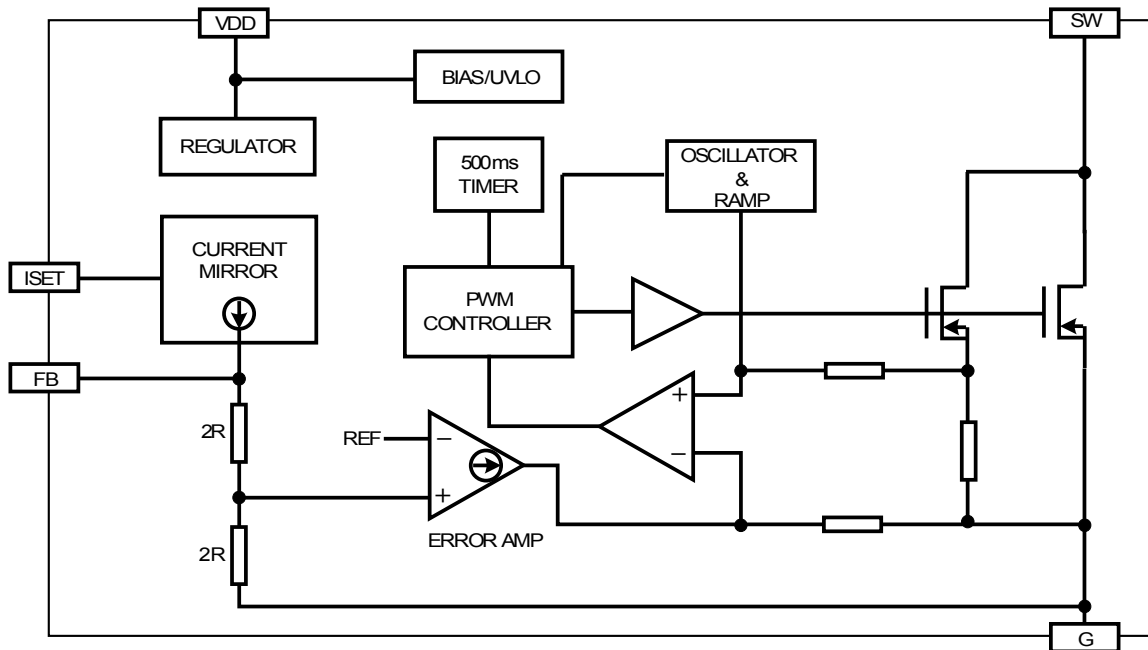 VDD
SW
BIAS/UVLO
REGULATOR
500ms
TIMER
OSCILLATOR
&
RAMP
CURRENT
MIRROR
ISET
PWM
CONTROLLER
FB
+
−
2R
REF
−
+
ERROR AMP
2R
G